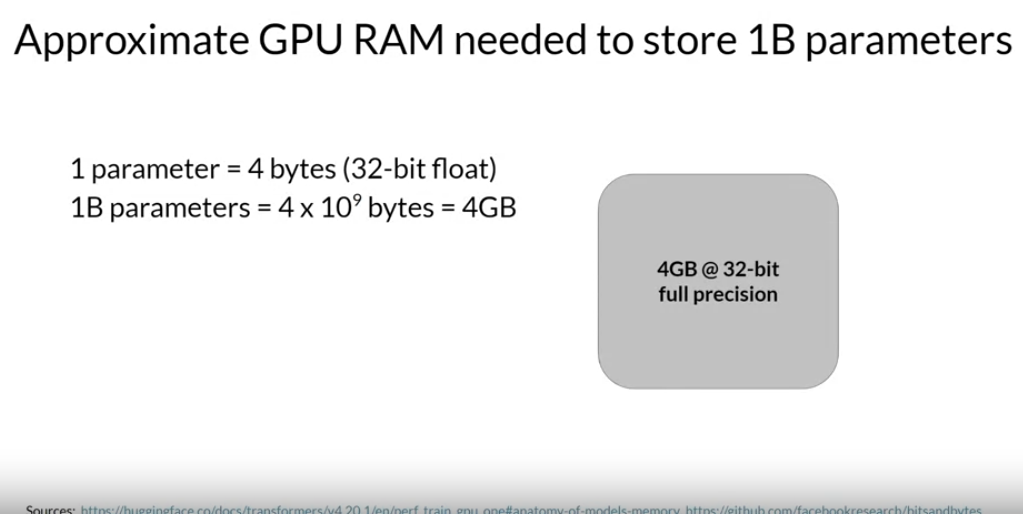 Approximate GPU RAM needed to store 1B parameters
1 parameter = 4 bytes (32-bit float)
1B parameters = 4 x 10⁹ bytes = 4GB
4GB @ 32-bit
full precision
Sources: https://huggingface.co/docs/transformers/v4.20.1/en/perf_train_gpu_one#anatomy-of-models-memory, https://github.com/facebookresearch/bitsandbytes